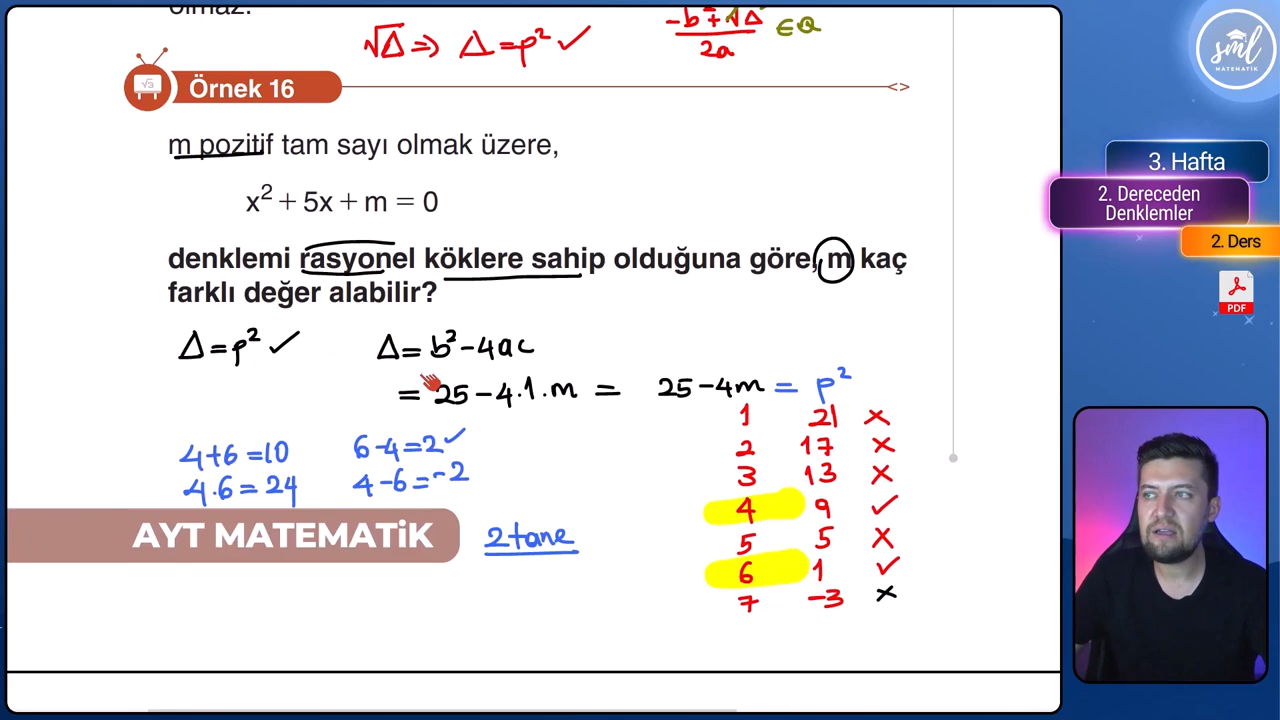 olmaz.
√Δ ⇒ Δ = p² ✓
-b ∓ √Δ
2a
∈ Q
√3
Örnek 16
< >
m pozitif tam sayı olmak üzere,
x² + 5x + m = 0
denklemi rasyonel köklere sahip olduğuna göre, m kaç
farklı değer alabilir?
Δ = p² ✓
Δ = b² - 4ac
= 25 - 4.1.m = 25 - 4m = p²
1 21 x
2 17 x
3 13 x
4 9 ✓
5 5 x
6 1 ✓
7 -3 x
4+6 = 10
6-4 = 2 ✓
4.6 = 24
4-6 = -2
AYT MATEMATİK
2 tane
sml
MATEMATİK
3. Hafta
2. Dereceden
Denklemler
2. Ders
PDF